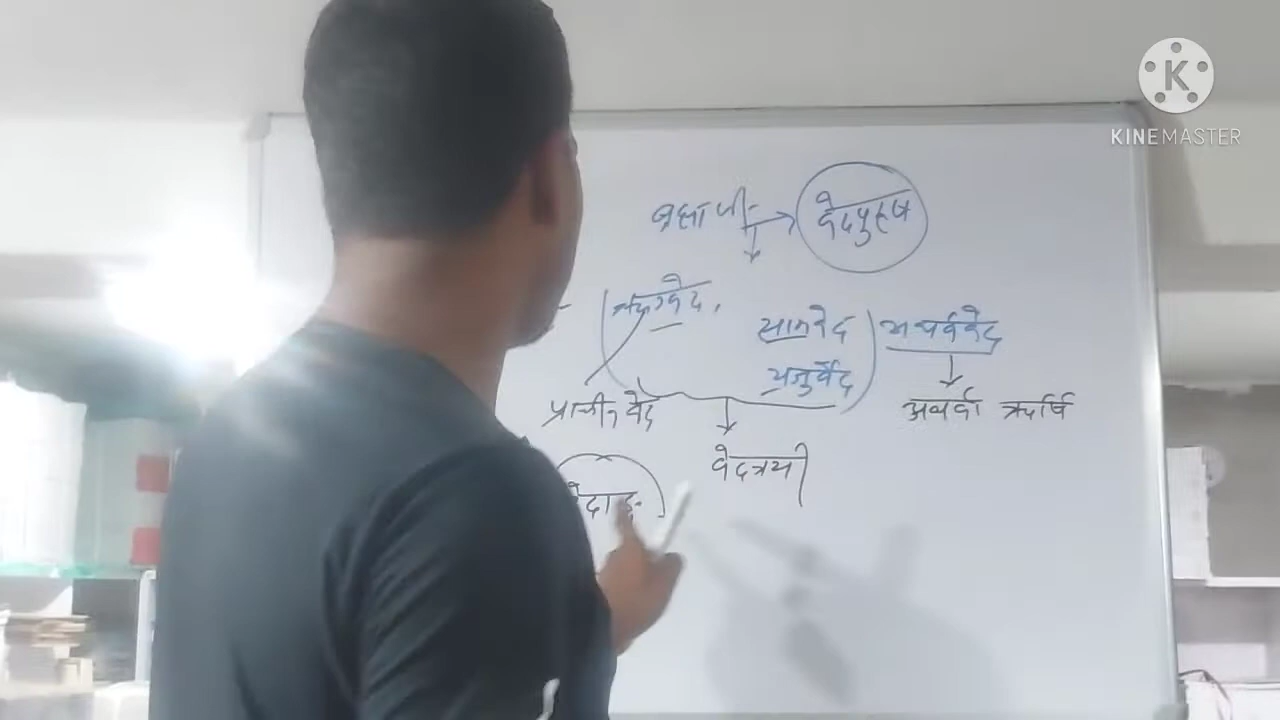 ब्रह्मा जी - वेदपुरुष
ऋग्वेद,
सामवेद
यजुर्वेद
अथर्ववेद
प्राचीन वेद
अथर्वा ऋषि
वेदत्रयी
वेदाङ्ग
K
KINEMASTER